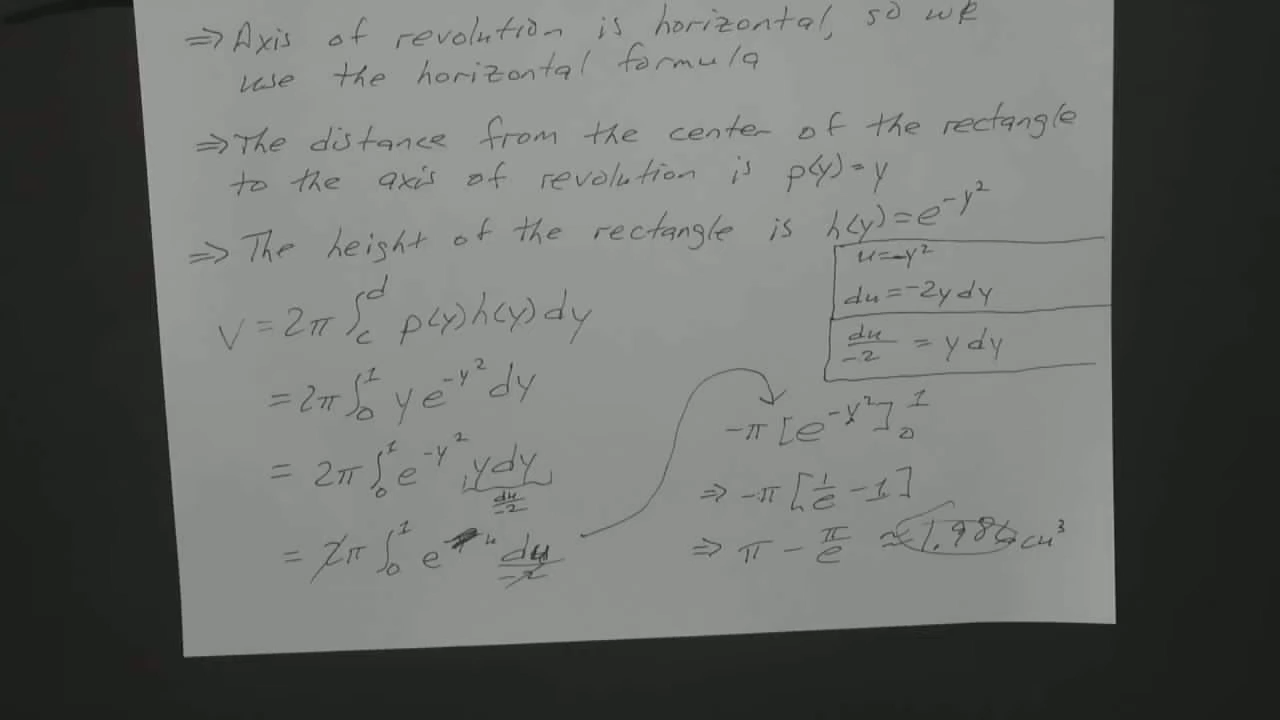 ⇒ Axis of revolution is horizontal, so we
use the horizontal formula
⇒ The distance from the center of the rectangle
to the axis of revolution is p(y) = y
⇒ The height of the rectangle is h(y) = e^{-y^2}
u = -y^2
du = -2y dy
du/-2 = y dy
V = 2π ∫_c^d p(y)h(y) dy
= 2π ∫_0^1 y e^{-y^2} dy
= 2π ∫_0^1 e^{-y^2} y dy
du/-2
= 2π ∫_0^1 e^u du/-2
-π [e^{-y^2}]_0^1
⇒ -π [1/e - 1]
⇒ π - π/e ≈ 1.986 cu^3